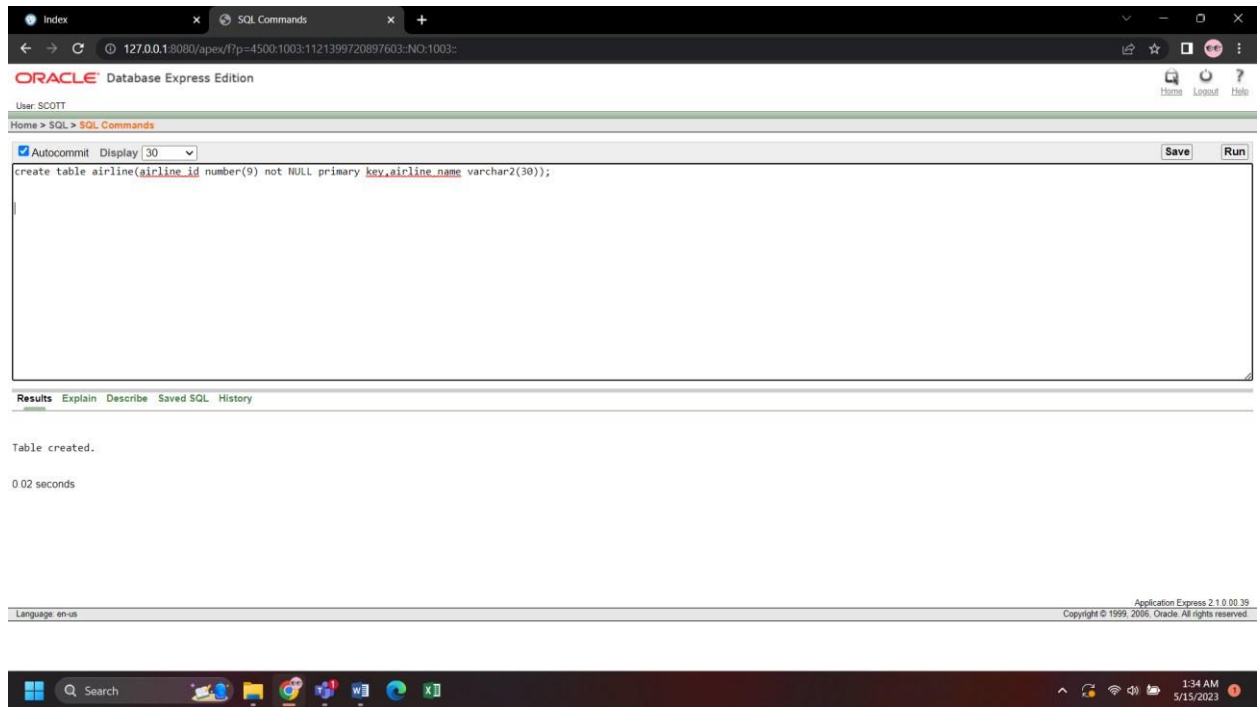 Index
SQL Commands
127.0.0.1:8080/apex/f?p=4500:1003:1121399720897603::NO:1003::
ORACLE Database Express Edition
Home Logout Help
User: SCOTT
Home > SQL > SQL Commands
Autocommit Display 30
Save Run
create table airline(airline_id number(9) not NULL primary key,airline_name varchar2(30));
Results Explain Describe Saved SQL History
Table created.
0.02 seconds
Application Express 2.1.0.00.39
Language: en-us Copyright © 1999, 2006, Oracle. All rights reserved.
Search
1:34 AM
5/15/2023
1